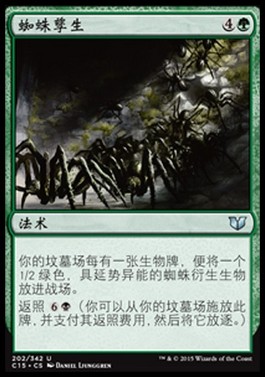 蜘蛛孽生 4
法术
你的坟墓场每有一张生物牌，便将一个
1/2绿色，具延势异能的蜘蛛衍生生物
放进战场。
返照 6（你可以从你的坟墓场施放此
牌，并支付其返照费用，然后将它放逐。）
202/342 U
C15 • CS DANIEL LJUNGGREN
™ & © 2015 Wizards of the Coast